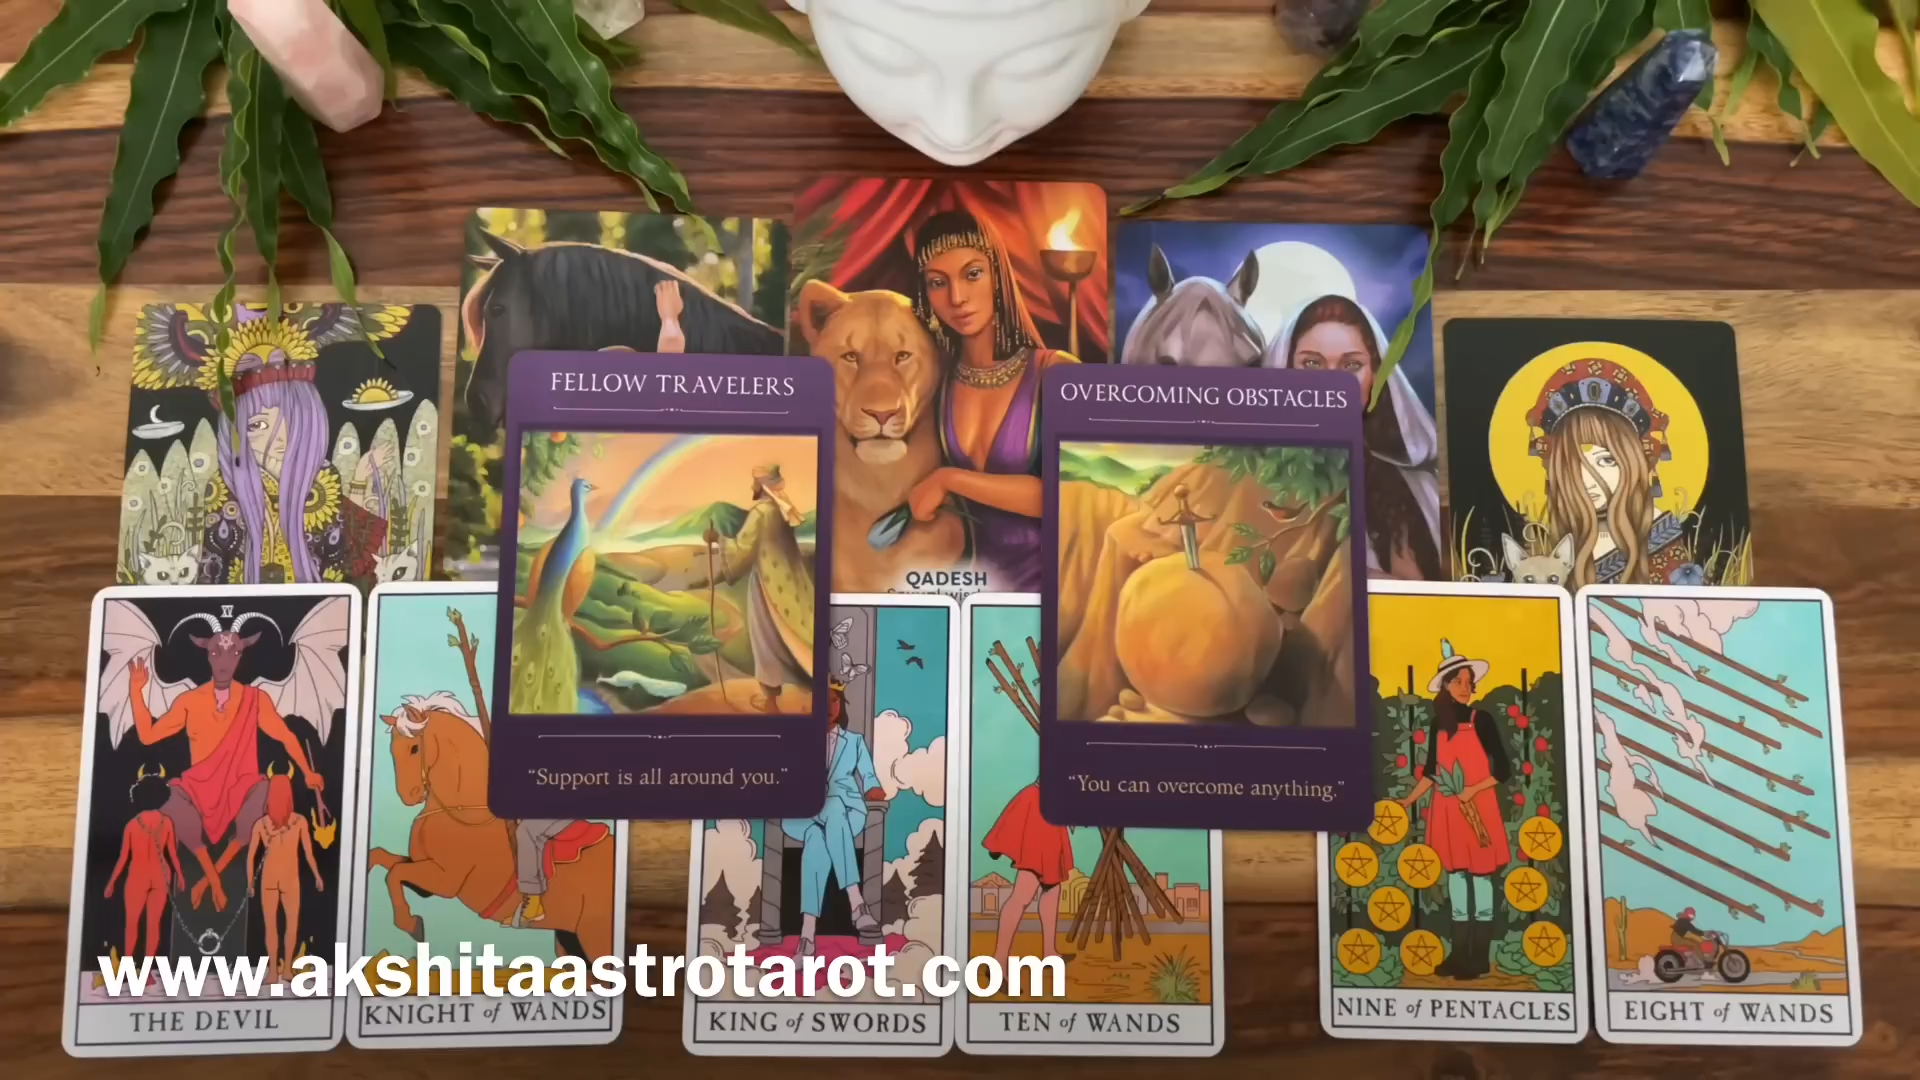 FELLOW TRAVELERS
OVERCOMING OBSTACLES
QADESH
"Support is all around you."
"You can overcome anything."
XV
www.akshitaastrotarot.com
THE DEVIL
KNIGHT of WANDS
KING of SWORDS
TEN of WANDS
NINE of PENTACLES
EIGHT of WANDS